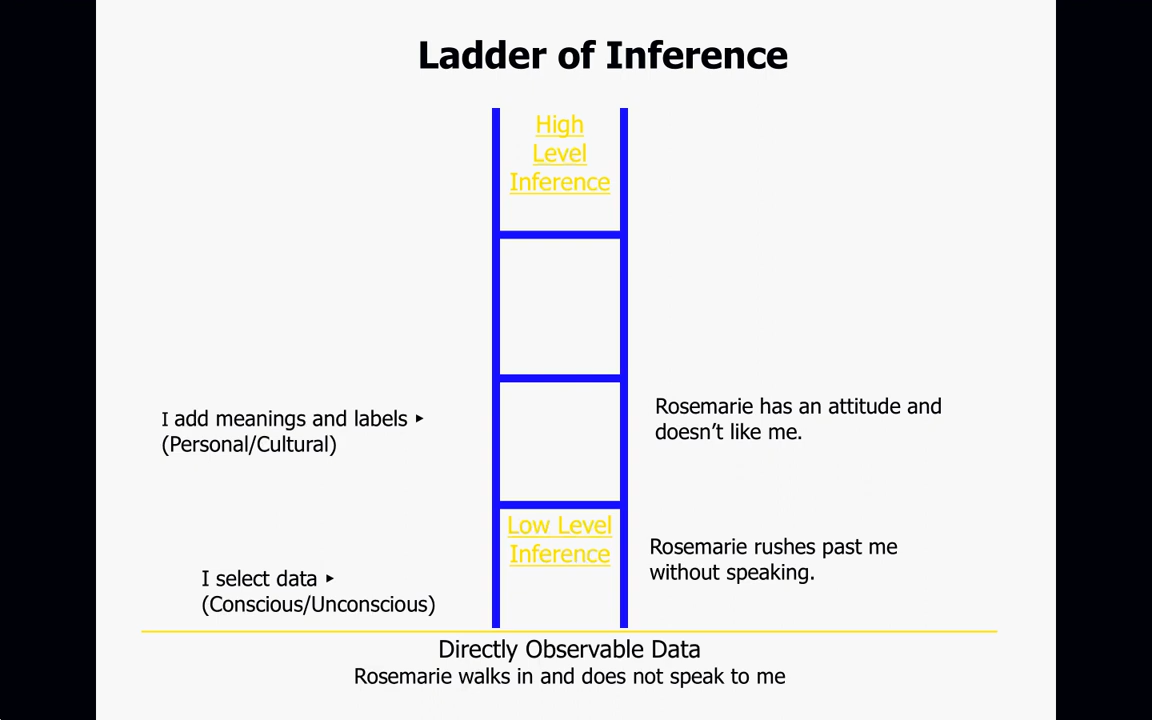 Ladder of Inference
High
Level
Inference
I add meanings and labels ▸
(Personal/Cultural)
Rosemarie has an attitude and
doesn’t like me.
Low Level
Inference
I select data ▸
(Conscious/Unconscious)
Rosemarie rushes past me
without speaking.
Directly Observable Data
Rosemarie walks in and does not speak to me